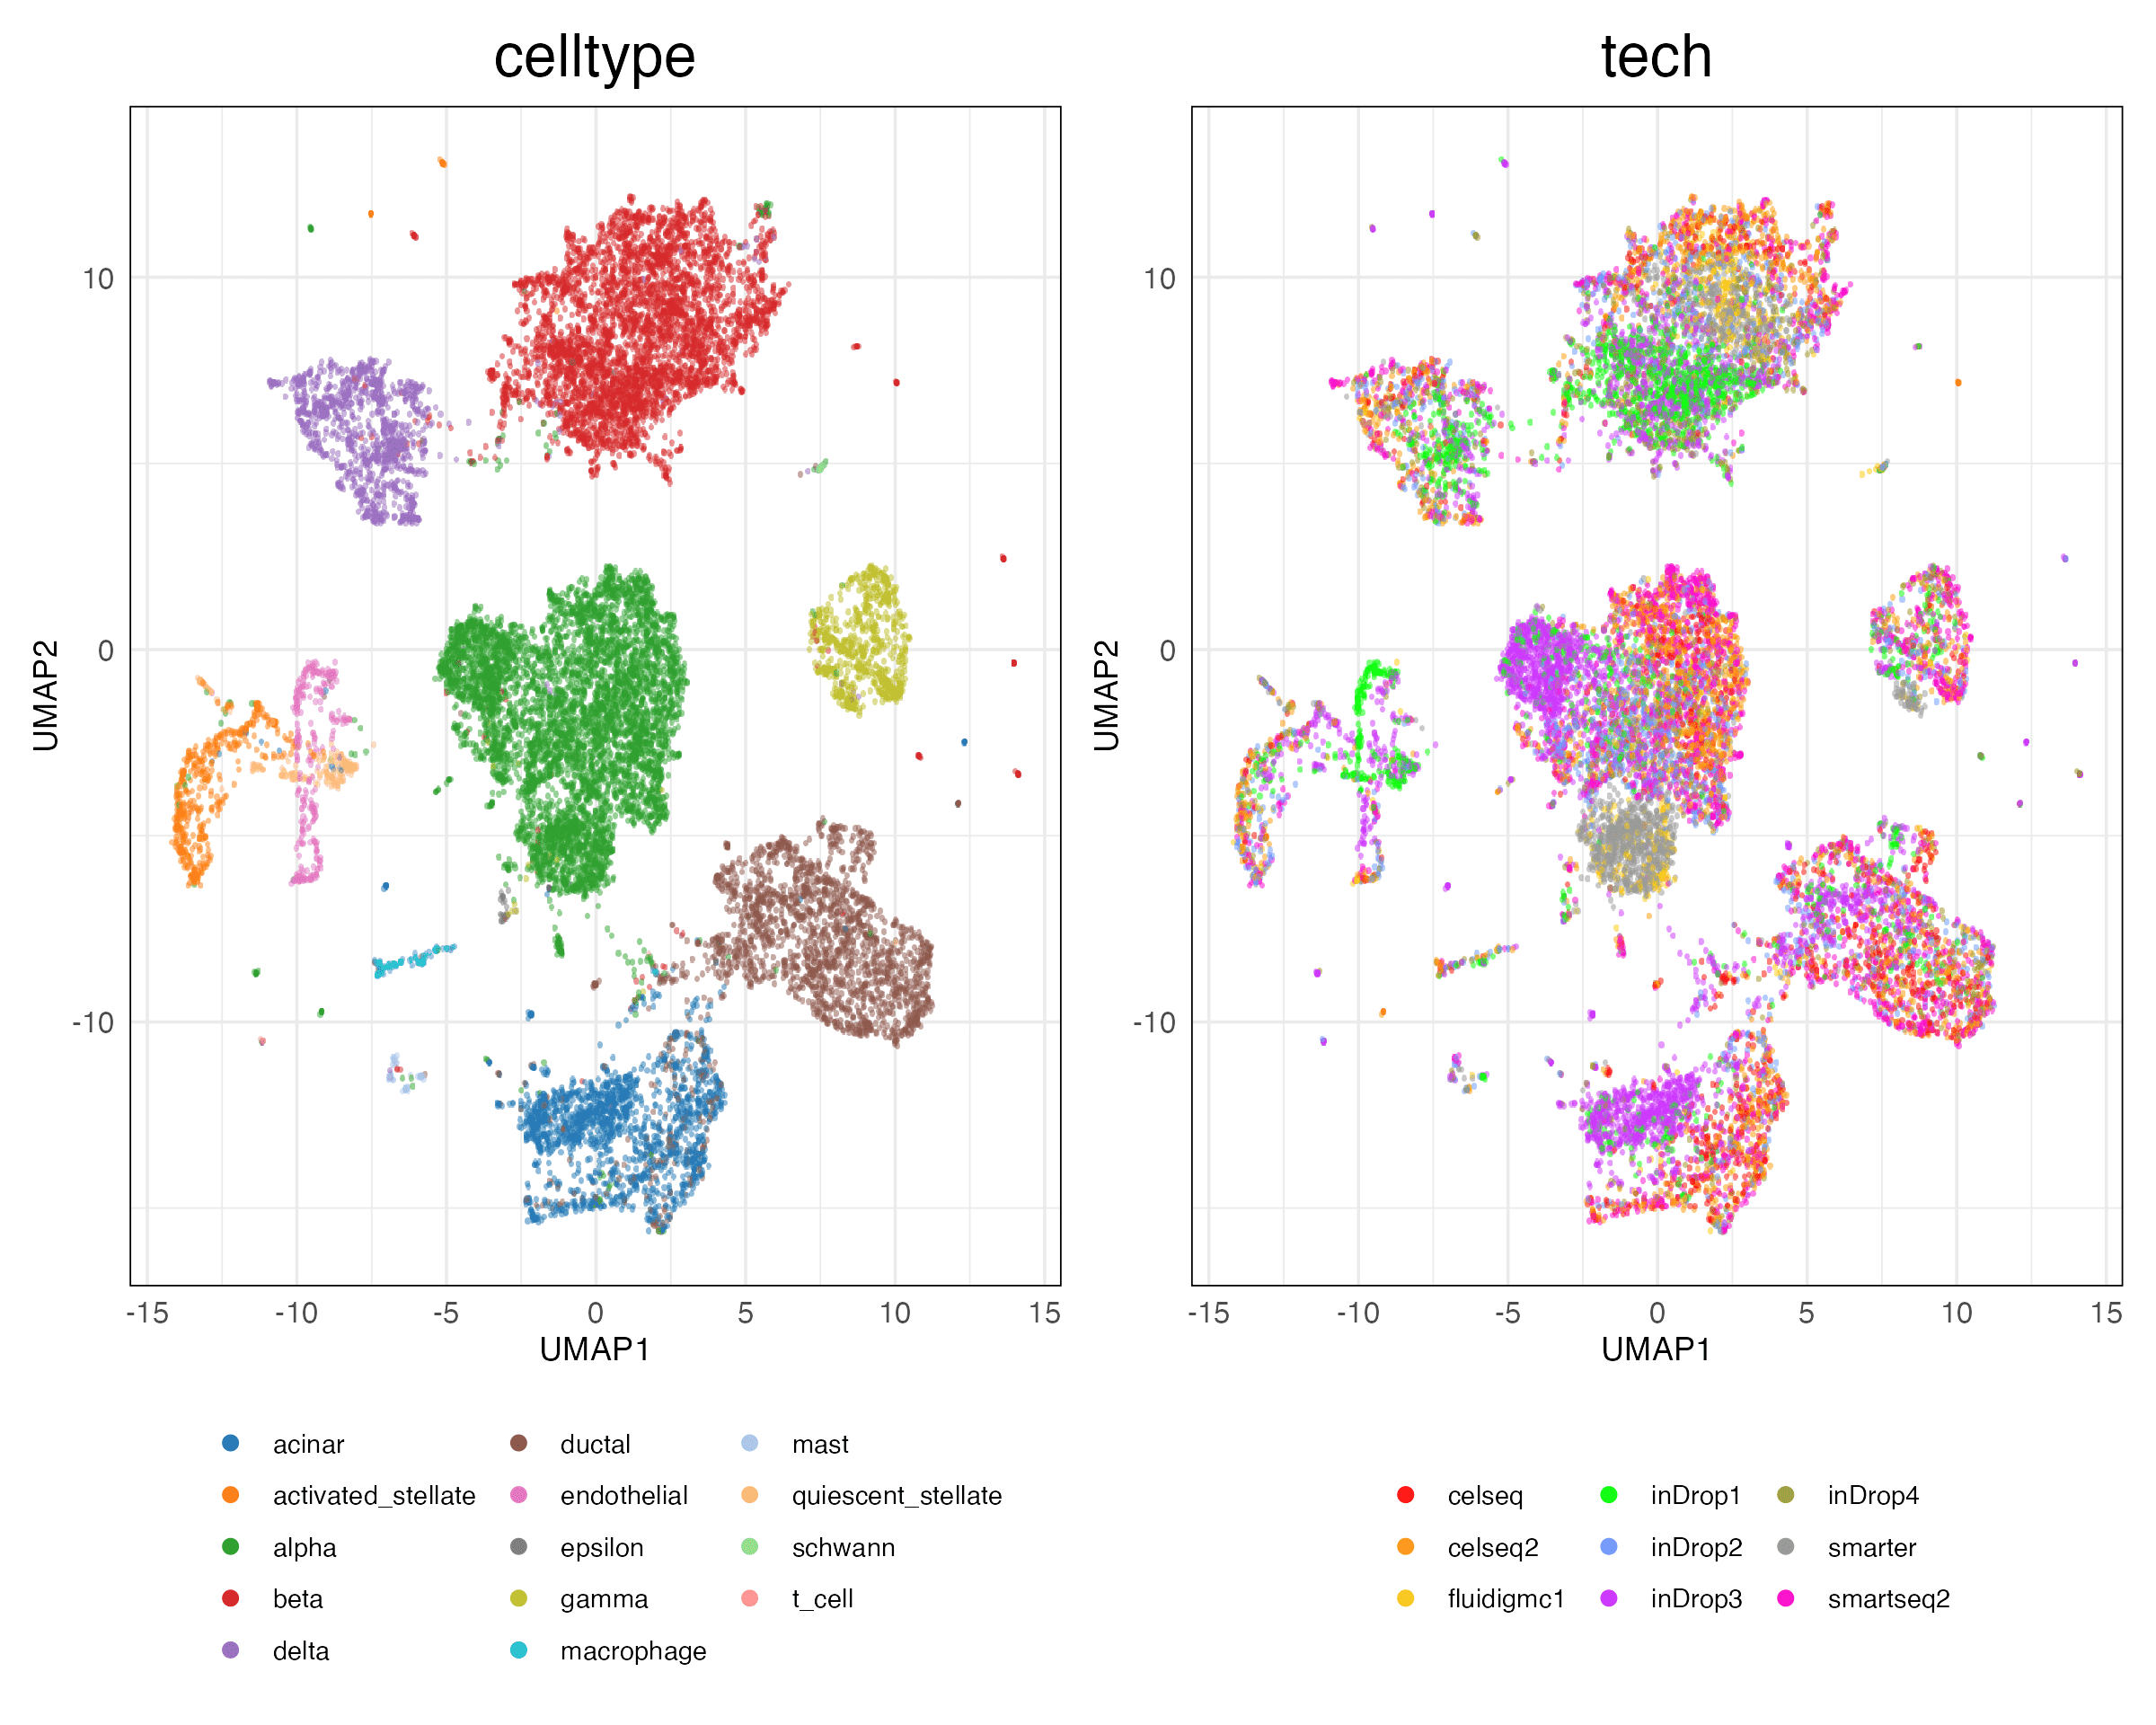 celltype
10
0
-10
UMAP2
-15 -10 -5 0 5 10 15
UMAP1
acinar ductal mast
activated_stellate endothelial quiescent_stellate
alpha epsilon schwann
beta gamma t_cell
delta macrophage
tech
10
0
-10
UMAP2
-15 -10 -5 0 5 10 15
UMAP1
celseq inDrop1 inDrop4
celseq2 inDrop2 smarter
fluidigmc1 inDrop3 smartseq2